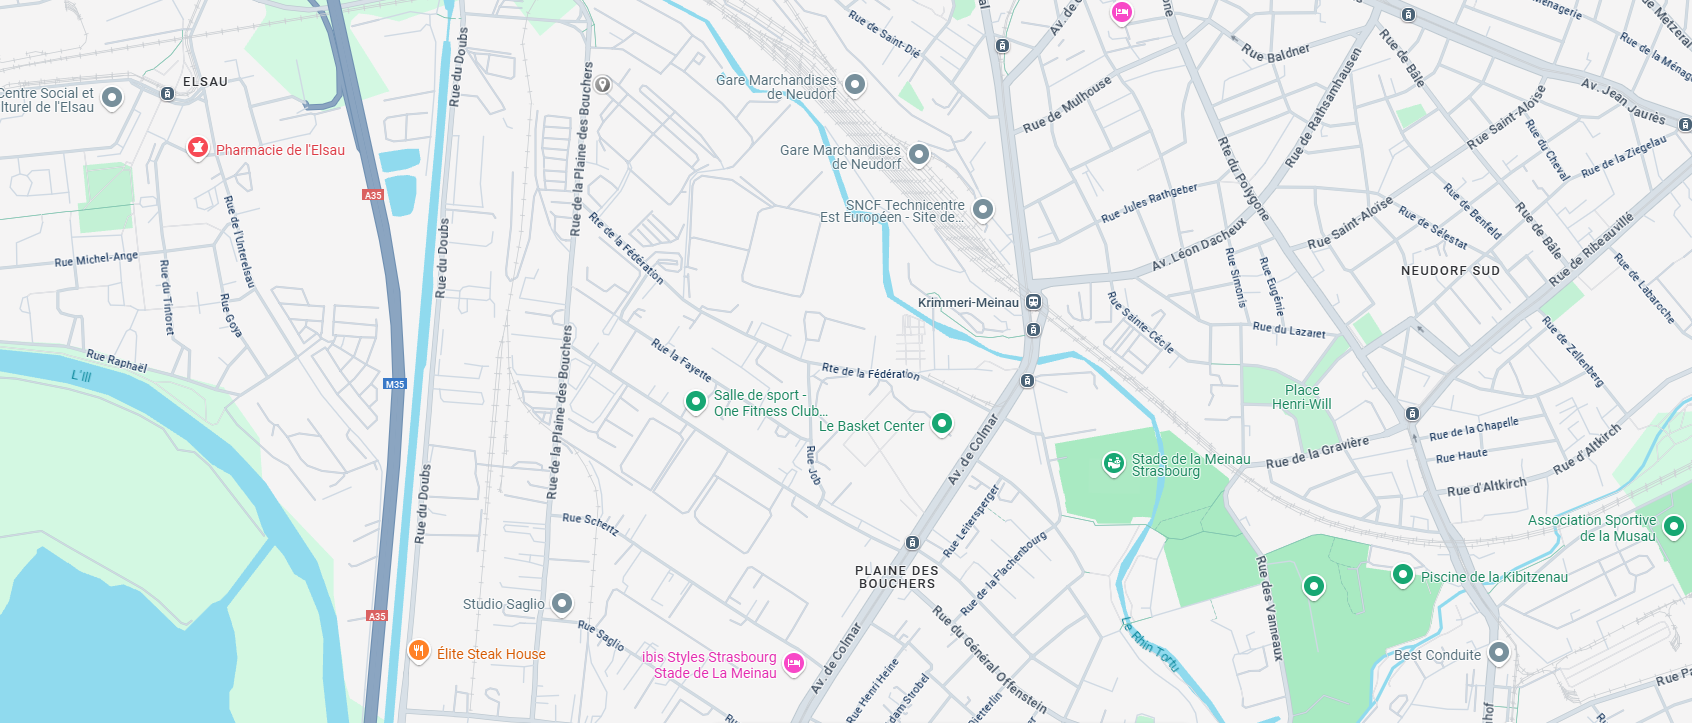 ELSAU
Centre Social et
lturel de l'Elsau
Pharmacie de l'Elsau
A35
Rue du Doubs
Rue de la Plaine des Bouchers
Rue de Saint-Dié
Gare Marchandises
de Neudorf
Gare Marchandises
de Neudorf
SNCF Technicentre
Est Européen - Site de...
Av. de C
Rue de Mulhouse
Rue Baldner
Rue de Rathsamhausen
Rue de Bâle
Rte du Polygone
Av. Jean Jaurès
Rue Saint-Aloïse
Rue du Cheval
Rue de la Ziegelau
Rue Jules Rathgeber
Av. Léon Dacheux
Rue Saint-Aloïse
Rue de Benfeld
Rue de Sélestat
Rue de Bâle
Rue de Ribeauvillé
NEUDORF SUD
Rue de Labaroche
Rue Simonis
Rue Eugénie
Rue du Lazaret
Rue Sainte-Cécile
Rue de Zellenberg
Krimmeri-Meinau
Rue Michel-Ange
Rue du Tintoret
Rue de l'Unterelsau
Rue Goya
Rue Raphaël
L'Ill
Rue du Doubs
Rte de la Fédération
M35
Rue de la Plaine des Bouchers
Rue la Fayette
Rte de la Fédération
Salle de sport -
One Fitness Club...
Le Basket Center
Rue Job
Av. de Colmar
Place
Henri-Will
Stade de la Meinau
Strasbourg
Rue de la Gravière
Rue de la Chapelle
Rue Haute
Rue d'Altkirch
Rue d'Altkirch
Association Sportive
de la Musau
Piscine de la Kibitzenau
Rue du Doubs
Rue Schertz
Rue Leitersperger
Rue de la Flachenbourg
PLAINE DES
BOUCHERS
Rue des Vanneaux
Le Rhin Tortu
A35
Studio Saglio
Rue Saglio
Élite Steak House
ibis Styles Strasbourg
Stade de La Meinau
Av. de Colmar
Rue du Général Offenstein
Rue Henri Heine
dam Strobel
Dietterlin
Best Conduite
Rue Pa